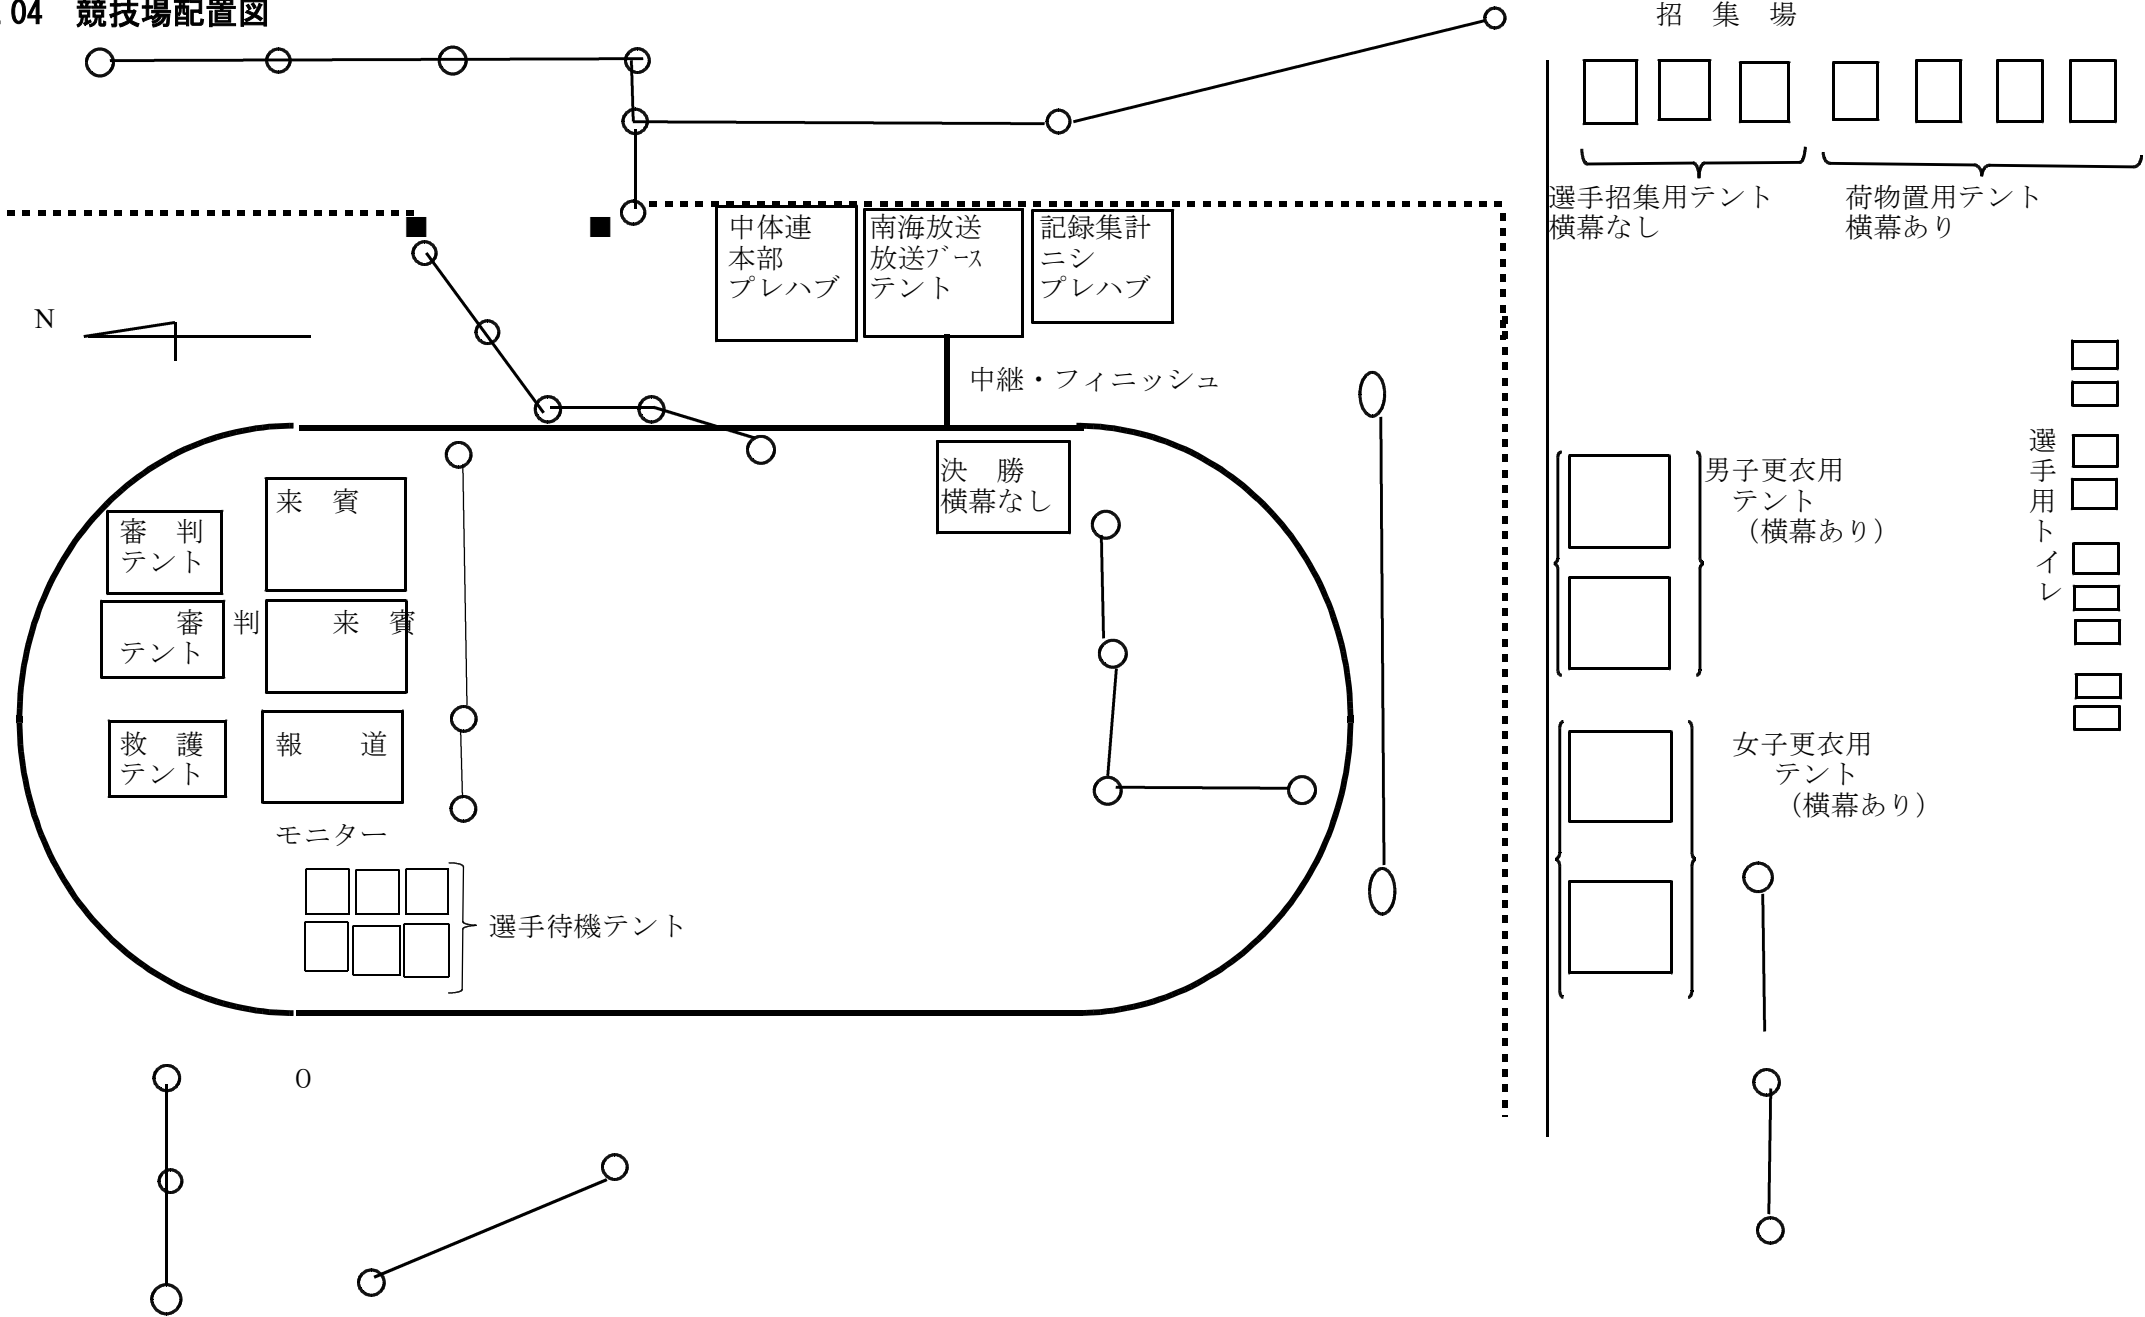 04　競技場配置図
招　集　場
選手招集用テント
横幕なし
荷物置用テント
横幕あり
中体連
本部
プレハブ
南海放送
放送ﾌﾞｰｽ
テント
記録集計
ニシ
プレハブ
N
中継・フィニッシュ
決　勝
横幕なし
来　賓
審　判
テント
審　判
テント
来　賓
救　護
テント
報　　道
モニター
選手待機テント
男子更衣用
テント
（横幕あり）
女子更衣用
テント
（横幕あり）
選手用トイレ
0